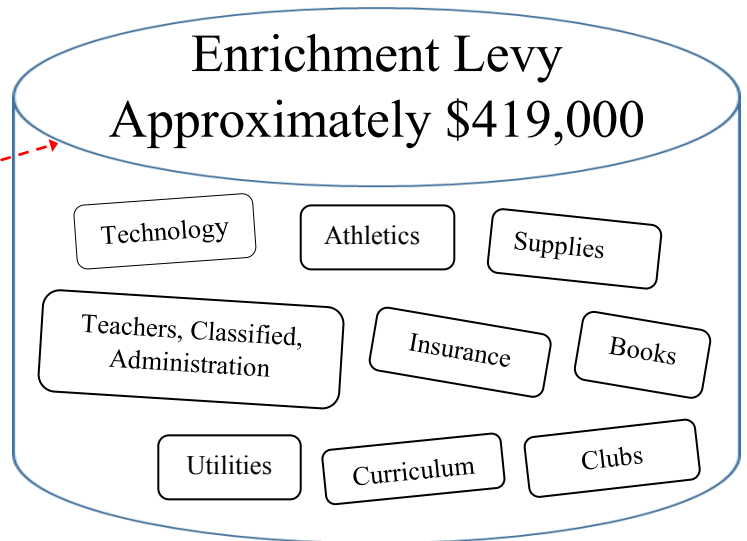 Enrichment Levy
Approximately $419,000
Technology
Athletics
Supplies
Teachers, Classified,
Administration
Insurance
Books
Utilities
Curriculum
Clubs